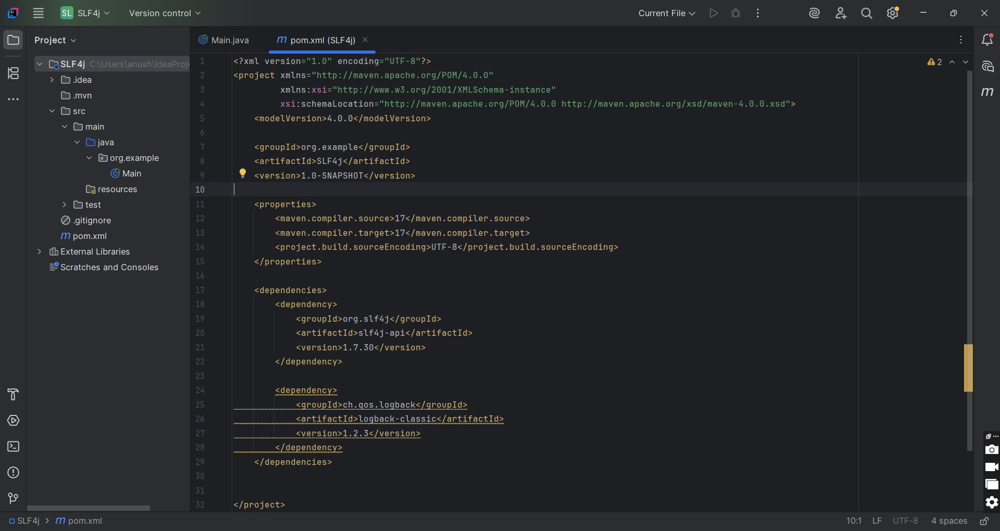 SL SLF4j Version control Current File
Project
Main.java
pom.xml (SLF4j)
SLF4j C:\Users\anush\IdeaProje
.idea
.mvn
src
main
java
org.example
Main
resources
test
.gitignore
pom.xml
External Libraries
Scratches and Consoles
2
1 <?xml version="1.0" encoding="UTF-8"?>
2 <project xmlns="http://maven.apache.org/POM/4.0.0"
3 xmlns:xsi="http://www.w3.org/2001/XMLSchema-instance"
4 xsi:schemaLocation="http://maven.apache.org/POM/4.0.0 http://maven.apache.org/xsd/maven-4.0.0.xsd">
5 <modelVersion>4.0.0</modelVersion>
6
7 <groupId>org.example</groupId>
8 <artifactId>SLF4j</artifactId>
9 <version>1.0-SNAPSHOT</version>
10
11 <properties>
12 <maven.compiler.source>17</maven.compiler.source>
13 <maven.compiler.target>17</maven.compiler.target>
14 <project.build.sourceEncoding>UTF-8</project.build.sourceEncoding>
15 </properties>
16
17 <dependencies>
18 <dependency>
19 <groupId>org.slf4j</groupId>
20 <artifactId>slf4j-api</artifactId>
21 <version>1.7.30</version>
22 </dependency>
23
24 <dependency>
25 <groupId>ch.qos.logback</groupId>
26 <artifactId>logback-classic</artifactId>
27 <version>1.2.3</version>
28 </dependency>
29 </dependencies>
30
31
32 </project>
SLF4j > pom.xml
10:1 LF UTF-8 4 spaces